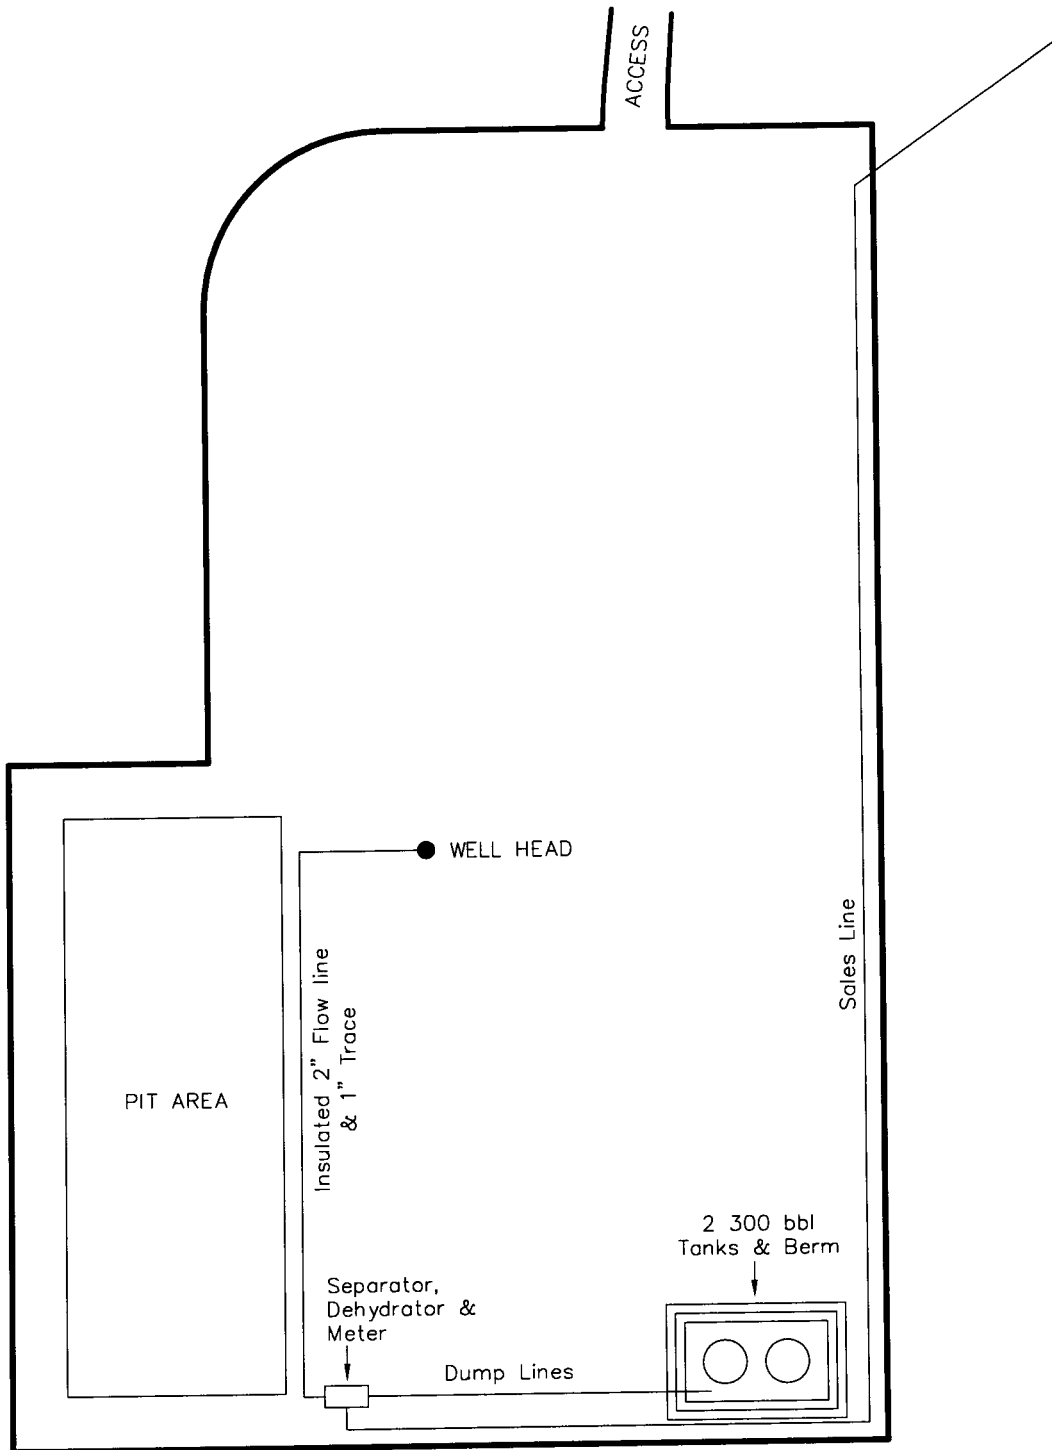 ACCESS
WELL HEAD
Sales Line
Insulated 2" Flow line
& 1" Trace
PIT AREA
2 300 bbl
Tanks & Berm
Separator,
Dehydrator &
Meter
Dump Lines